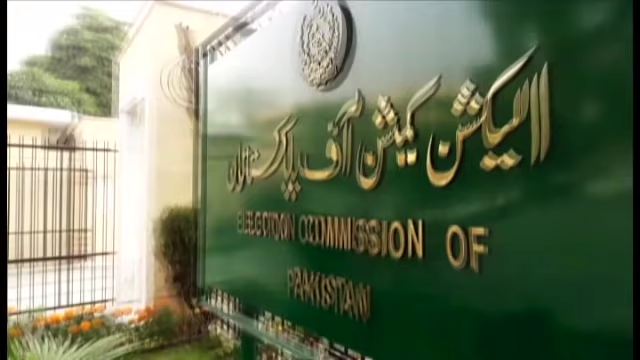 الیکشن کمیشن آف پاکستان
ELECTION COMMISSION OF
PAKISTAN